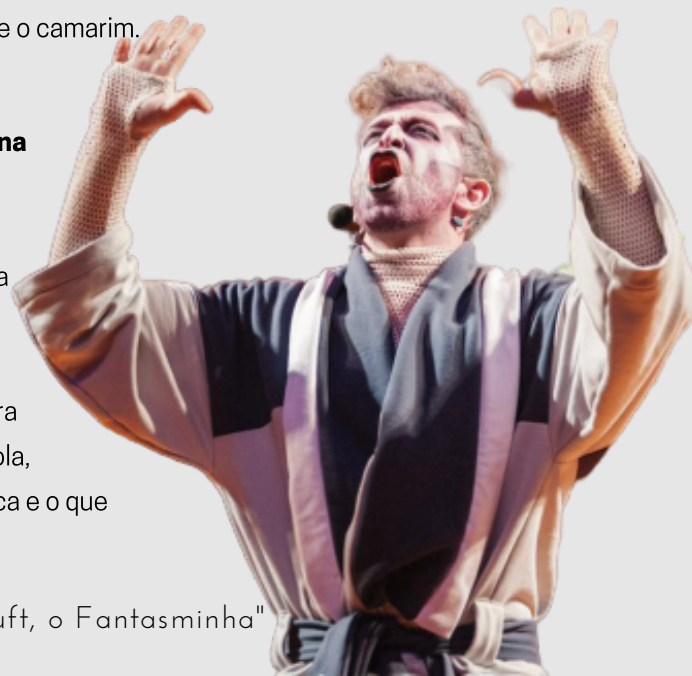 e o camarim.
na
a
ra
ola,
ca e o que
uft, o Fantasminha"